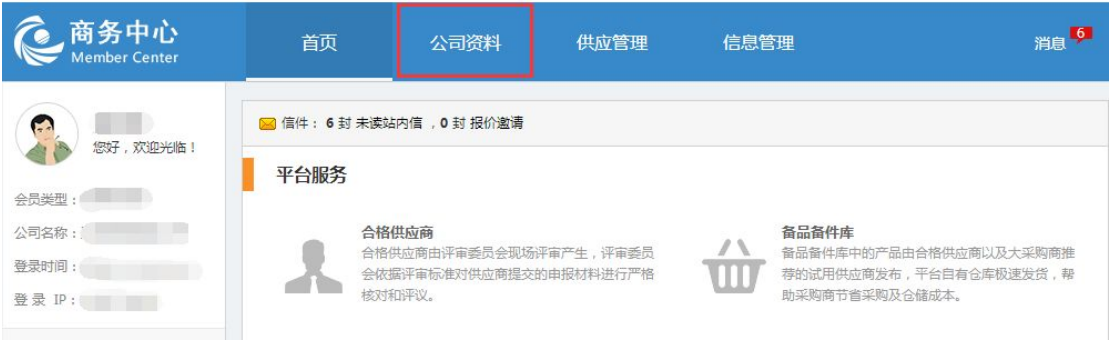 商务中心
Member Center
首页
公司资料
供应管理
信息管理
消息
6
您好，欢迎光临！
会员类型：
公司名称：
登录时间：
登 录 IP：
信件： 6 封 未读站内信 ，0 封 报价邀请
平台服务
合格供应商
合格供应商由评审委员会现场评审产生，评审委员
会依据评审标准对供应商提交的申报材料进行严格
核对和评议。
备品备件库
备品备件库中的产品由合格供应商以及大采购商推
荐的试用供应商发布，平台自有仓库极速发货，帮
助采购商节省采购及仓储成本。